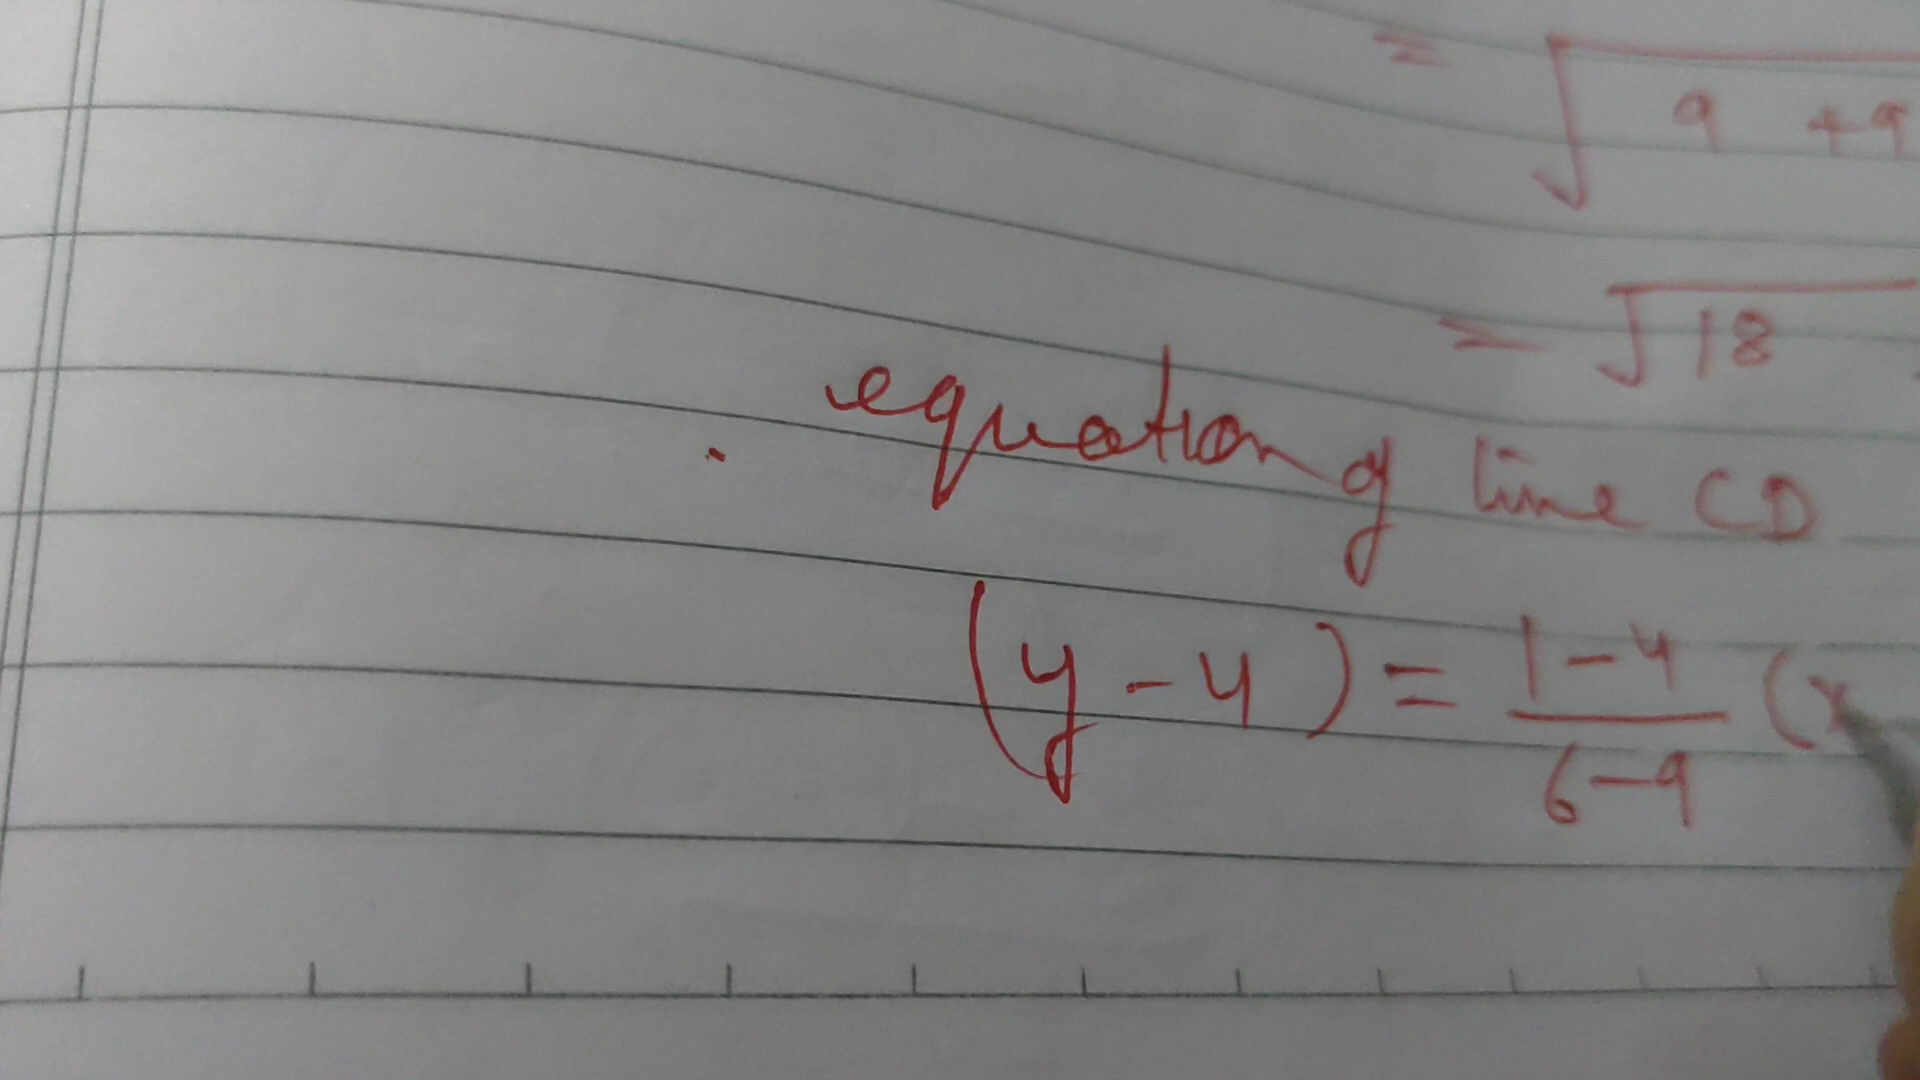 = √9 +9
= √18
equation of line CD
(y - 4) = 1-4/6-9 (x